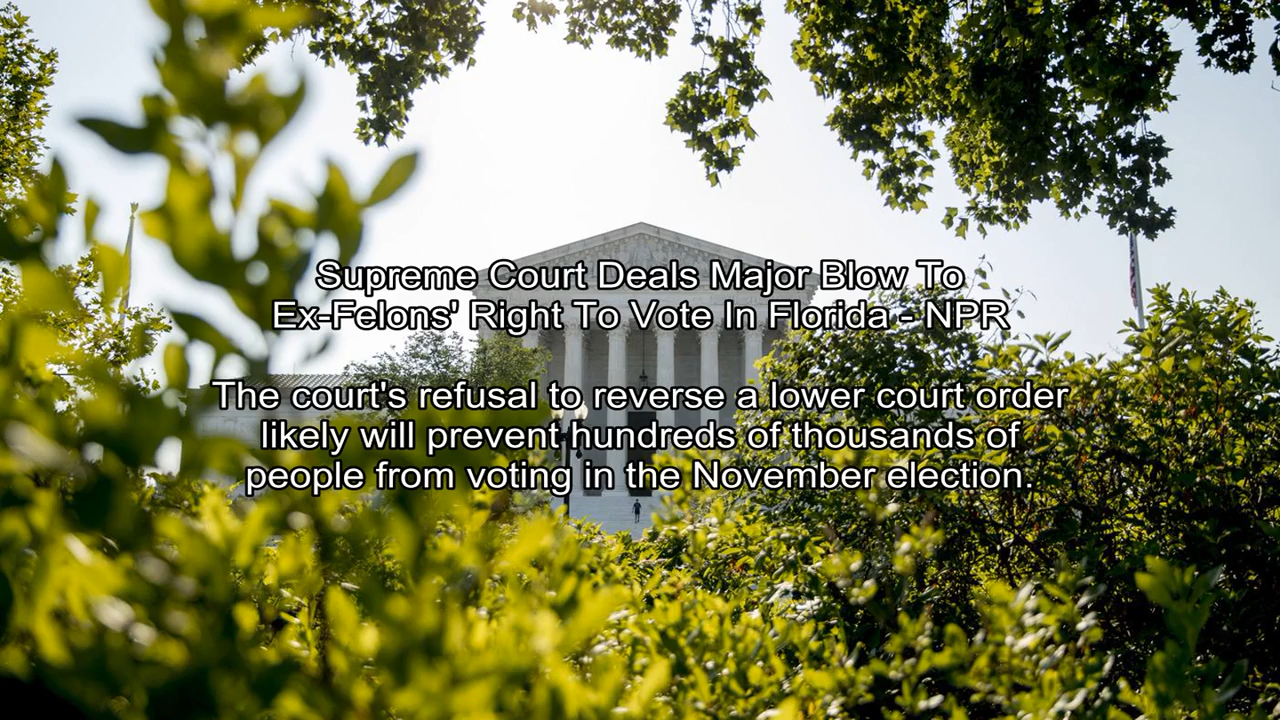 Supreme Court Deals Major Blow To
Ex-Felons' Right To Vote In Florida - NPR
The court's refusal to reverse a lower court order
likely will prevent hundreds of thousands of
people from voting in the November election.